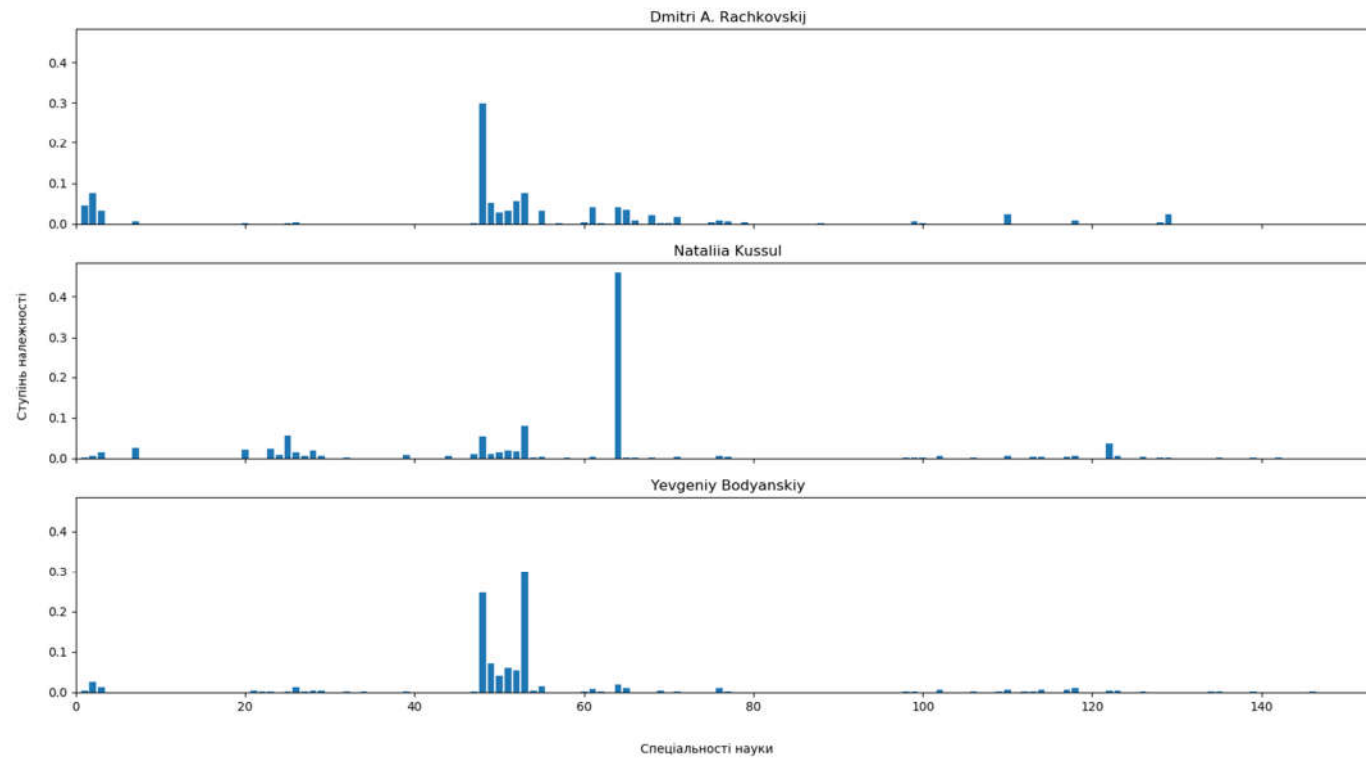 Dmitri A. Rachkovskij
0.4
0.3
0.2
0.1
0.0
Nataliia Kussul
0.4
0.3
0.2
0.1
0.0
Ступінь належності
Yevgeniy Bodyanskiy
0.4
0.3
0.2
0.1
0.0
0 20 40 60 80 100 120 140
Спеціальності науки